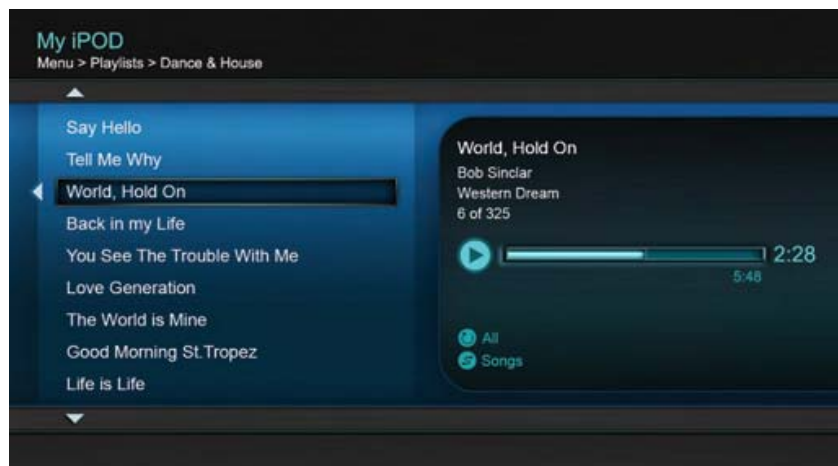 My iPOD
Menu > Playlists > Dance & House
Say Hello
Tell Me Why
World, Hold On
Back in my Life
You See The Trouble With Me
Love Generation
The World is Mine
Good Morning St.Tropez
Life is Life
World, Hold On
Bob Sinclar
Western Dream
6 of 325
2:28
5:48
All
Songs